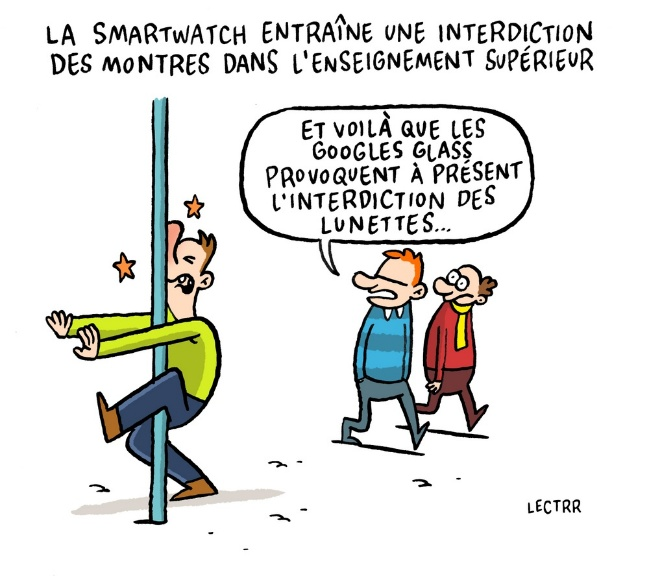 LA SMARTWATCH ENTRAÎNE UNE INTERDICTION
DES MONTRES DANS L'ENSEIGNEMENT SUPÉRIEUR
ET VOILÀ QUE LES
GOOGLES GLASS
PROVOQUENT À PRÉSENT
L'INTERDICTION DES
LUNETTES...
LECTRR